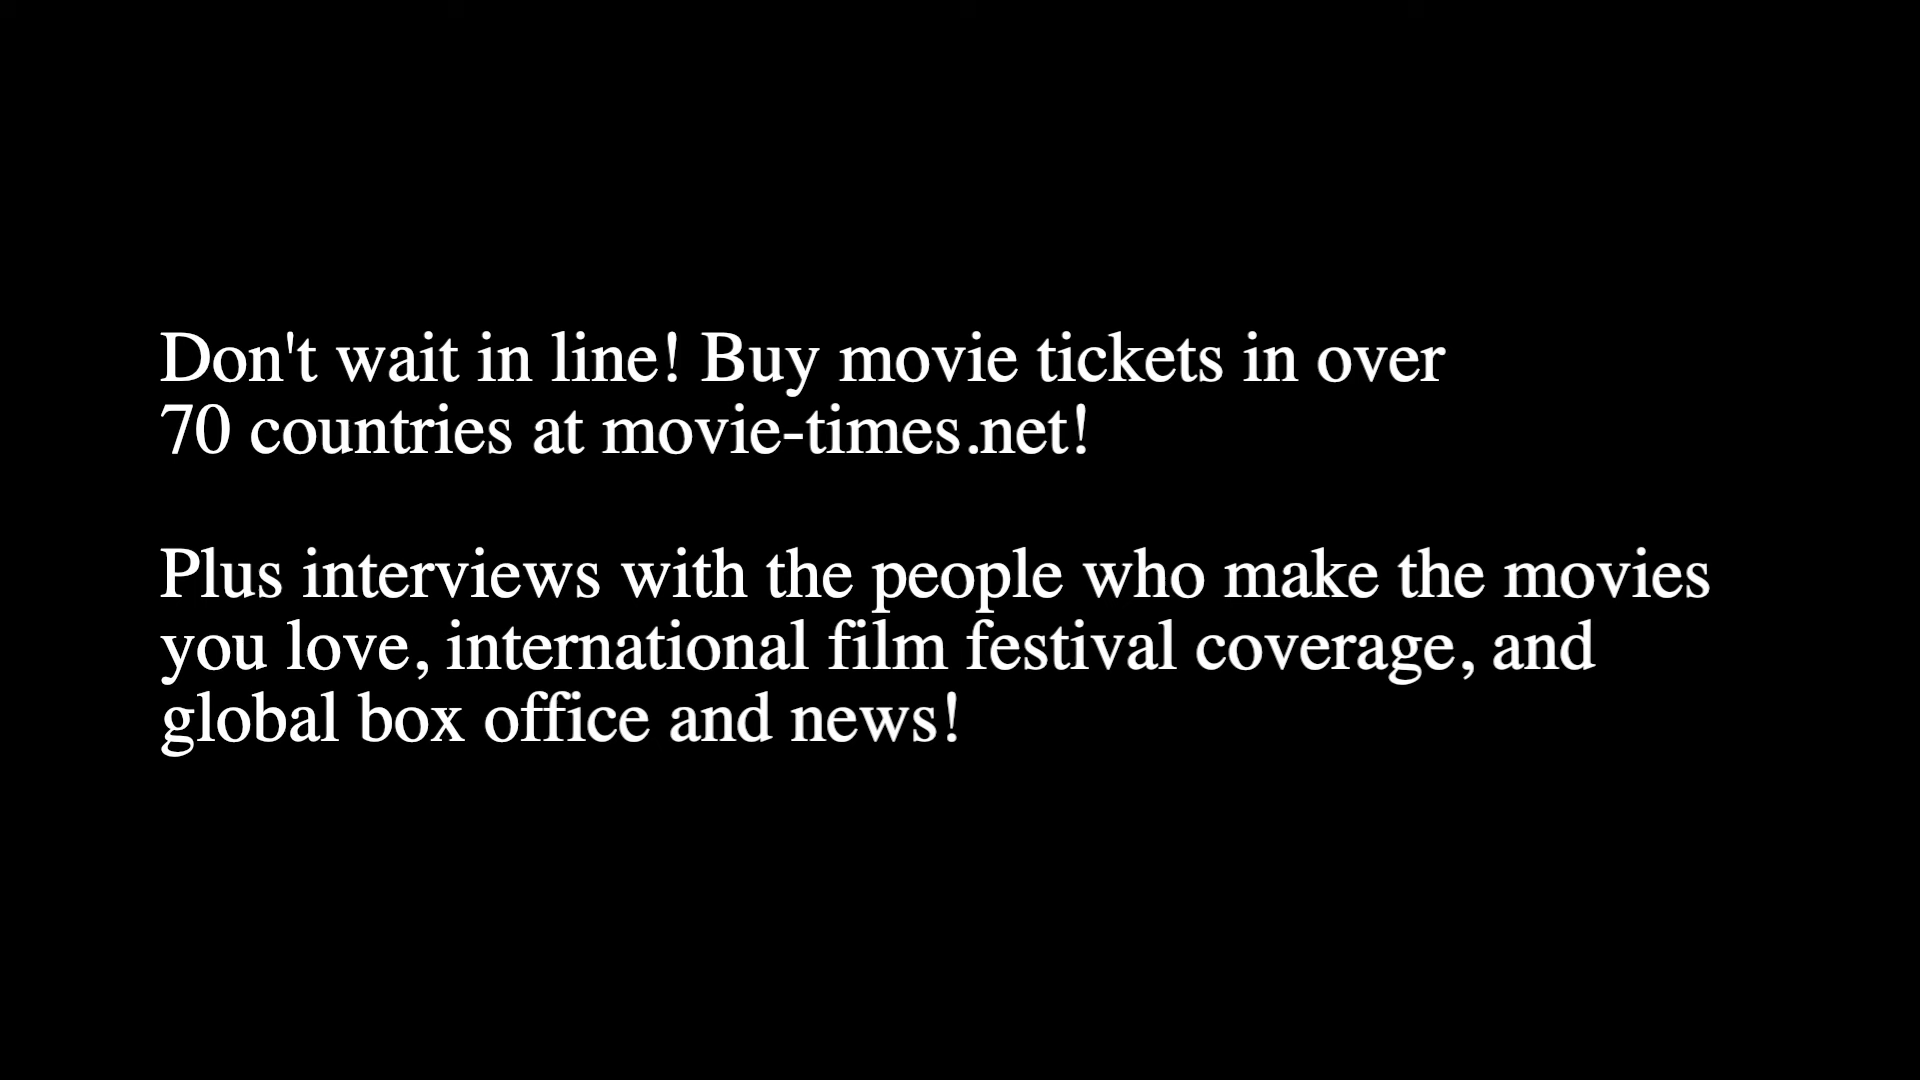 Don't wait in line! Buy movie tickets in over
70 countries at movie-times.net!
Plus interviews with the people who make the movies
you love, international film festival coverage, and
global box office and news!